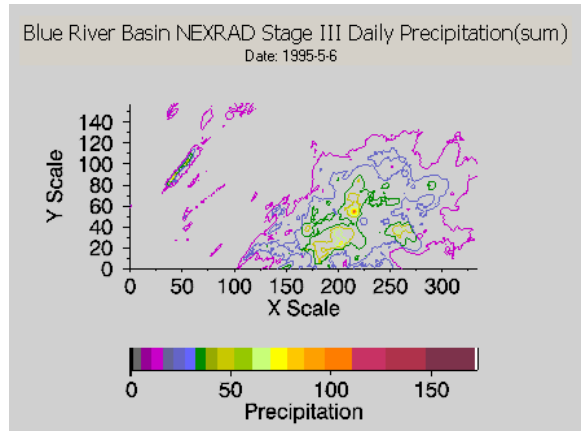 Blue River Basin NEXRAD Stage III Daily Precipitation(sum)
Date: 1995-5-6
140
120
100
80
60
40
20
0
Y Scale
0 50 100 150 200 250 300
X Scale
0 50 100 150
Precipitation